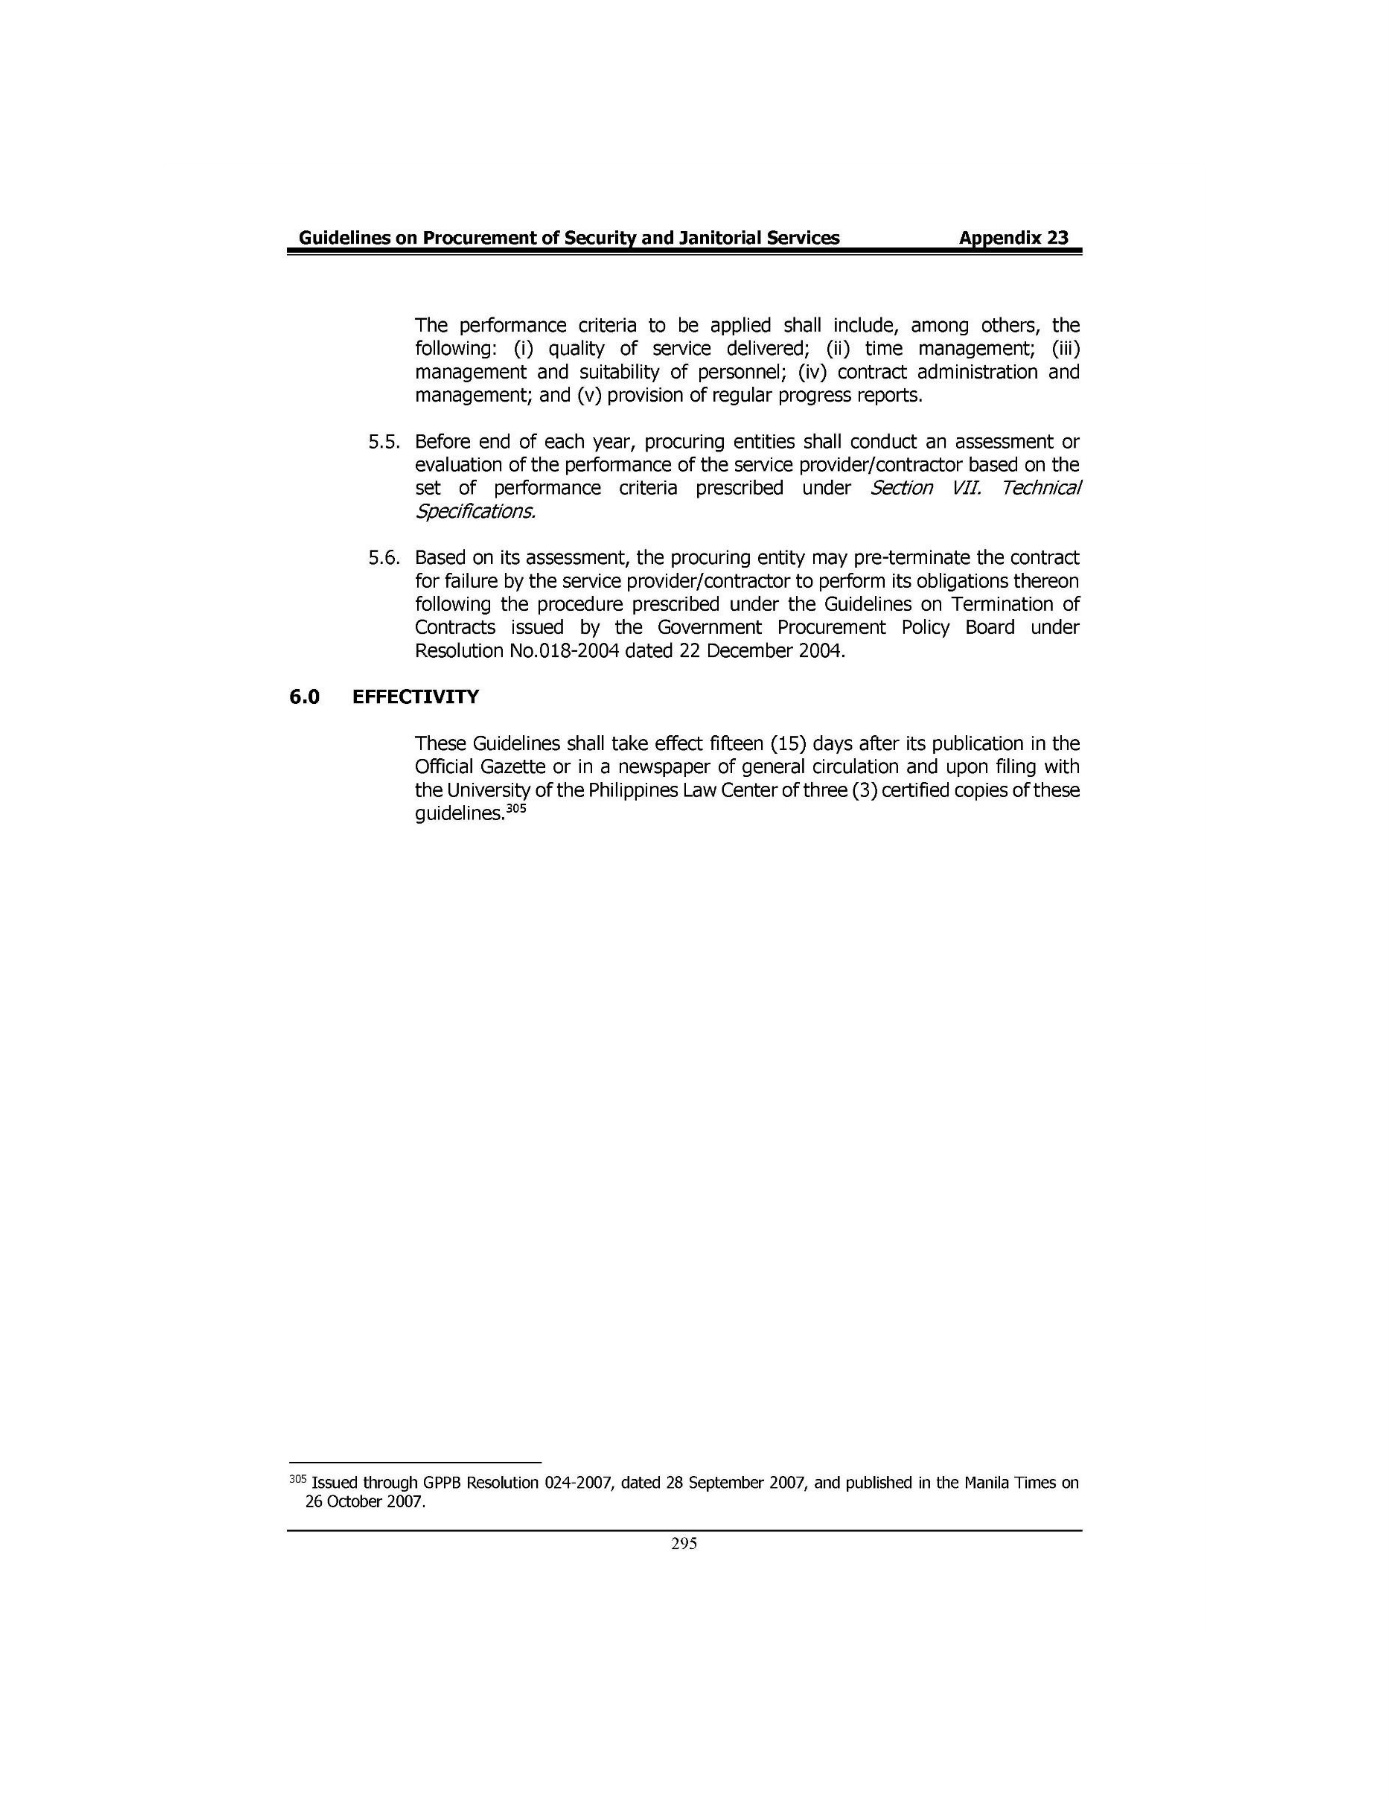 Guidelines on Procurement of Security and Janitorial Services Appendix 23
The performance criteria to be applied shall include, among others, the
following: (i) quality of service delivered; (ii) time management; (iii)
management and suitability of personnel; (iv) contract administration and
management; and (v) provision of regular progress reports.
5.5. Before end of each year, procuring entities shall conduct an assessment or
evaluation of the performance of the service provider/contractor based on the
set of performance criteria prescribed under Section VII. Technical
Specifications.
5.6. Based on its assessment, the procuring entity may pre-terminate the contract
for failure by the service provider/contractor to perform its obligations thereon
following the procedure prescribed under the Guidelines on Termination of
Contracts issued by the Government Procurement Policy Board under
Resolution No.018-2004 dated 22 December 2004.
6.0 EFFECTIVITY
These Guidelines shall take effect fifteen (15) days after its publication in the
Official Gazette or in a newspaper of general circulation and upon filing with
the University of the Philippines Law Center of three (3) certified copies of these
guidelines.305
305 Issued through GPPB Resolution 024-2007, dated 28 September 2007, and published in the Manila Times on
26 October 2007.
295